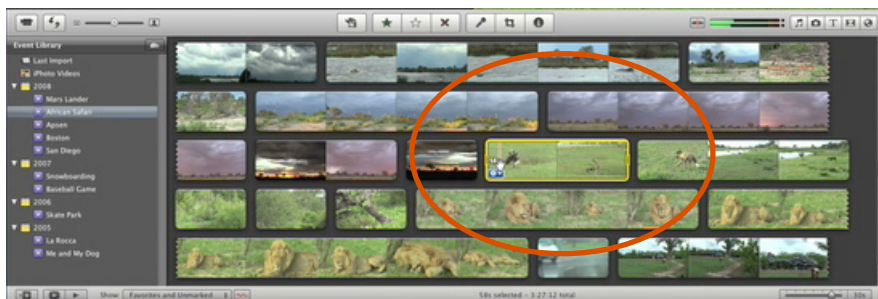 Event Library
Last Import
iPhoto Videos
2008
Mars Lander
African Safari
Apsen
Boston
San Diego
2007
Snowboarding
Baseball Game
2006
Skate Park
2005
La Rocca
Me and My Dog
Show: Favorites and Unmarked
58s selected - 3:27:12 total
10s